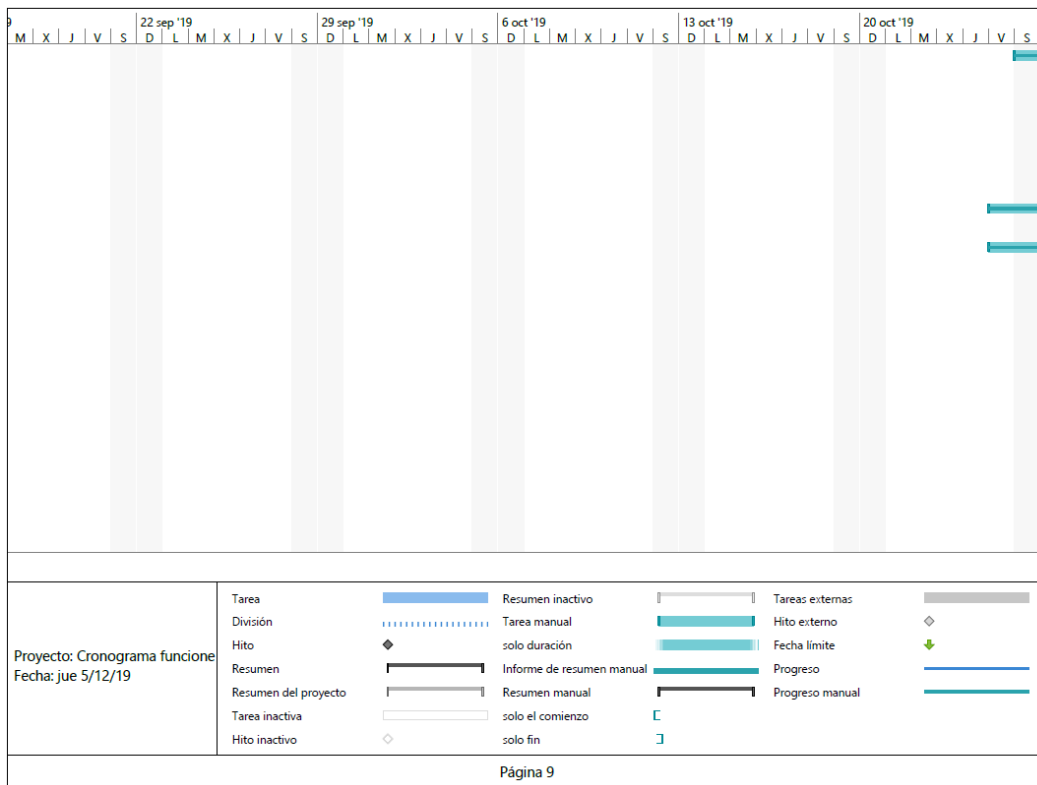 9 22 sep '19 29 sep '19 6 oct '19 13 oct '19 20 oct '19
M X J V S D L M X J V S D L M X J V S D L M X J V S D L M X J V S D L M X J V S
Tarea Resumen inactivo Tareas externas
División Tarea manual Hito externo
Hito solo duración Fecha límite
Resumen Informe de resumen manual Progreso
Resumen del proyecto Resumen manual Progreso manual
Tarea inactiva solo el comienzo
Hito inactivo solo fin
Proyecto: Cronograma funcione
Fecha: jue 5/12/19
Página 9